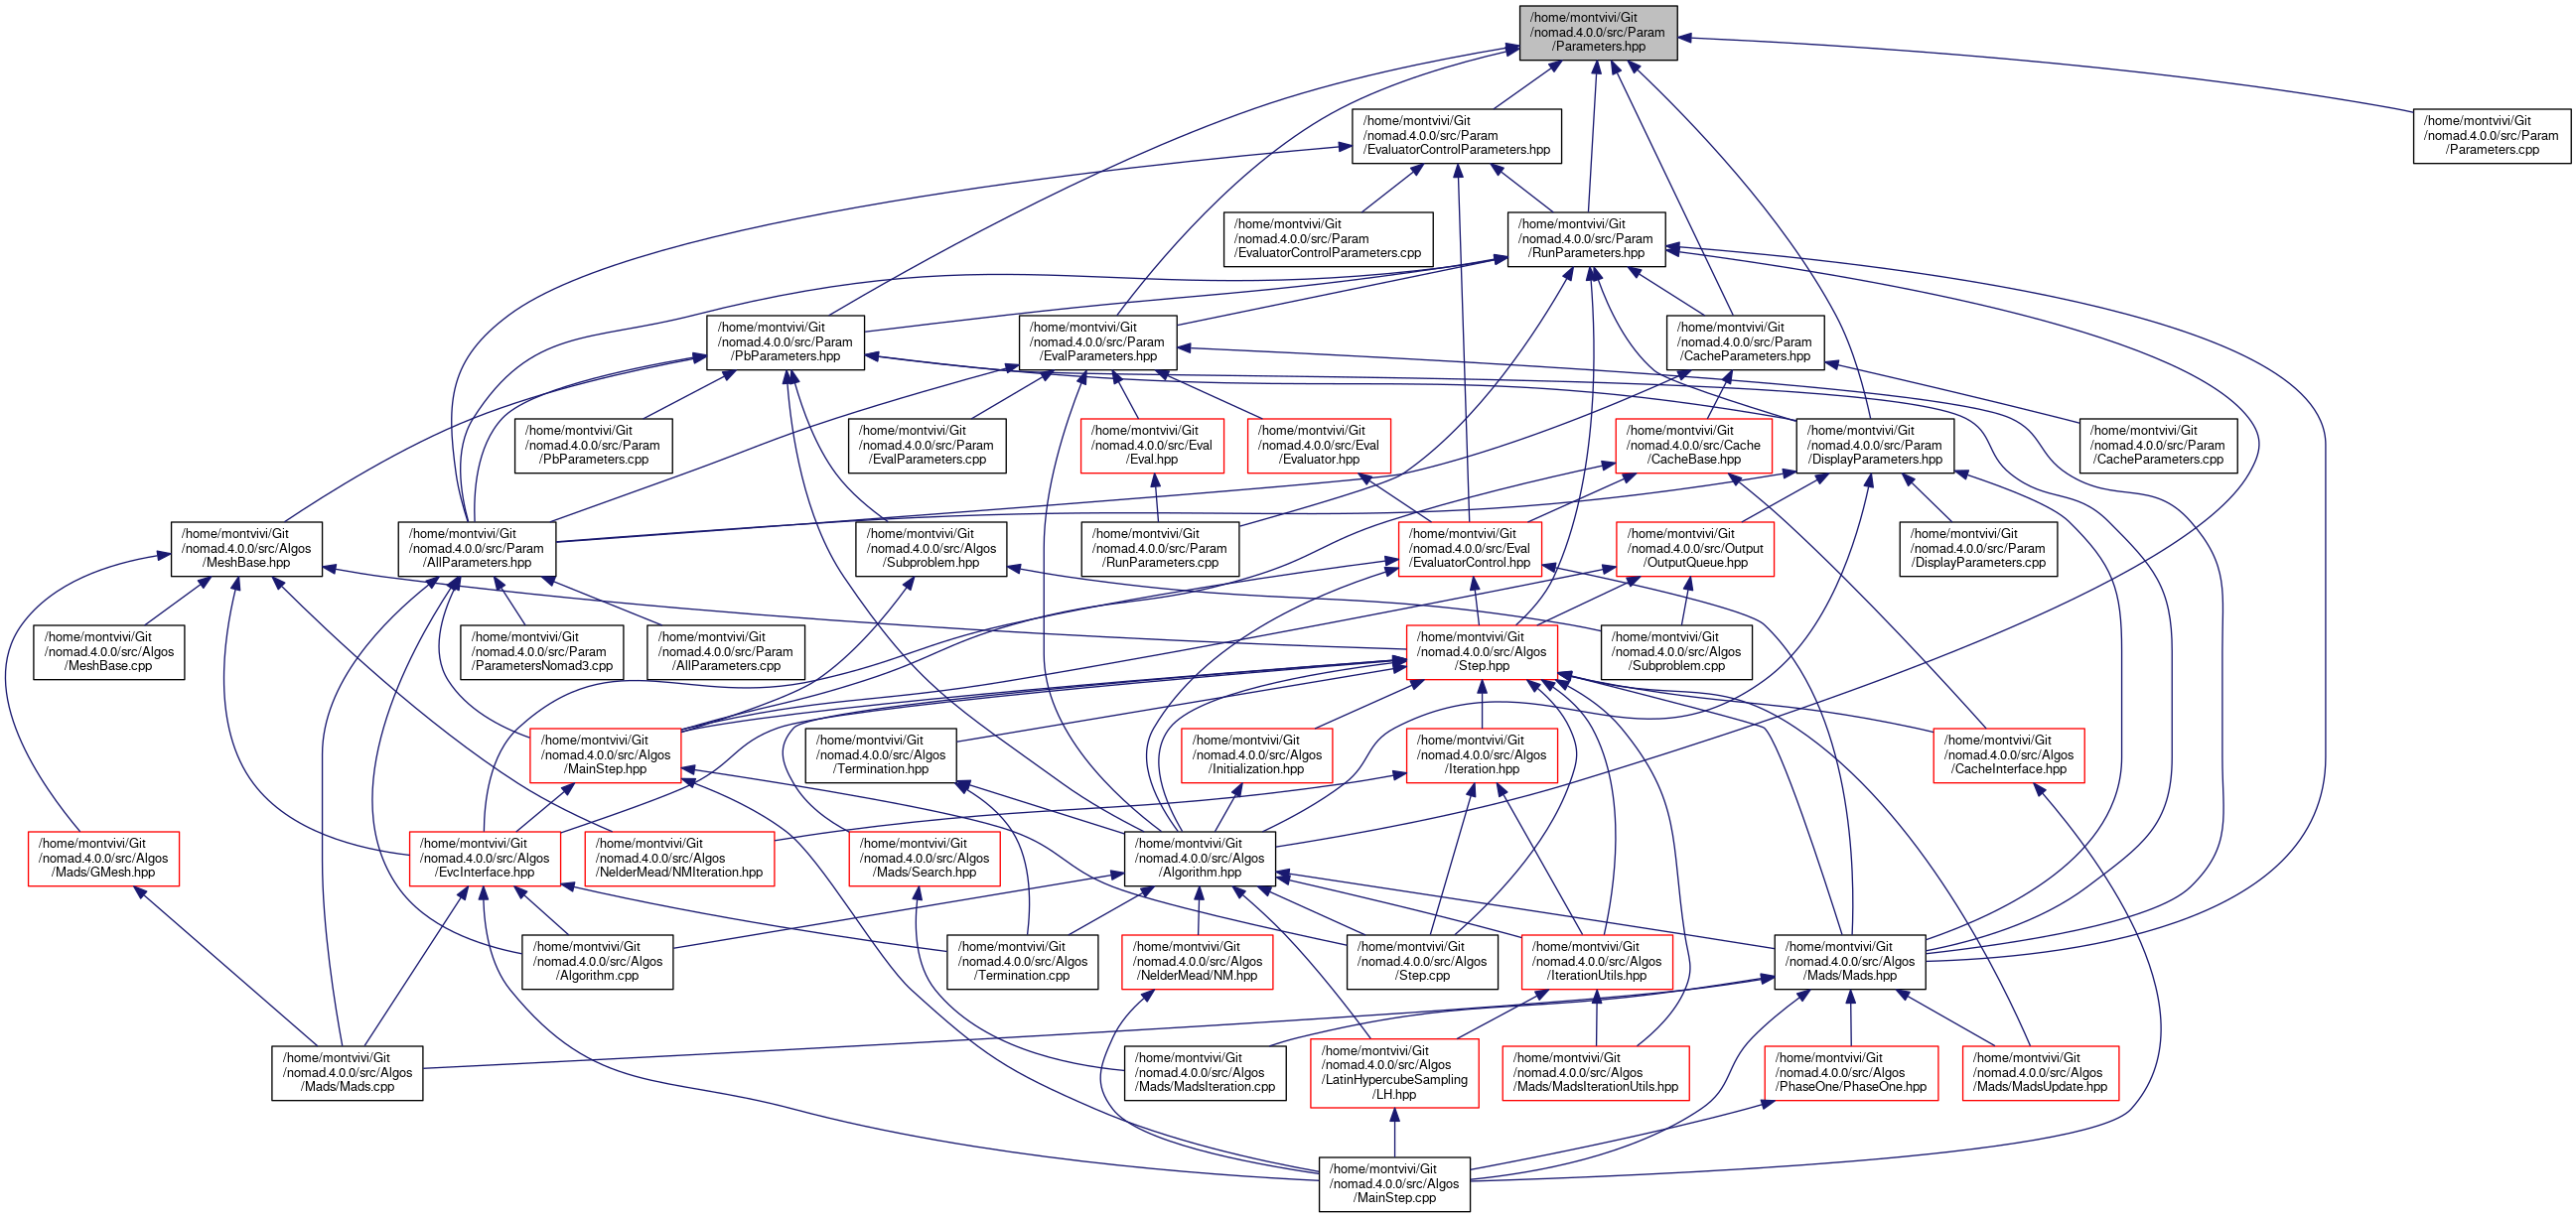 /home/montvivi/Git
/nomad.4.0.0/src/Param
/Parameters.hpp
/home/montvivi/Git
/nomad.4.0.0/src/Param
/EvaluatorControlParameters.hpp
/home/montvivi/Git
/nomad.4.0.0/src/Param
/Parameters.cpp
/home/montvivi/Git
/nomad.4.0.0/src/Param
/EvaluatorControlParameters.cpp
/home/montvivi/Git
/nomad.4.0.0/src/Param
/RunParameters.hpp
/home/montvivi/Git
/nomad.4.0.0/src/Param
/PbParameters.hpp
/home/montvivi/Git
/nomad.4.0.0/src/Param
/EvalParameters.hpp
/home/montvivi/Git
/nomad.4.0.0/src/Param
/CacheParameters.hpp
/home/montvivi/Git
/nomad.4.0.0/src/Param
/PbParameters.cpp
/home/montvivi/Git
/nomad.4.0.0/src/Param
/EvalParameters.cpp
/home/montvivi/Git
/nomad.4.0.0/src/Eval
/Eval.hpp
/home/montvivi/Git
/nomad.4.0.0/src/Eval
/Evaluator.hpp
/home/montvivi/Git
/nomad.4.0.0/src/Cache
/CacheBase.hpp
/home/montvivi/Git
/nomad.4.0.0/src/Param
/DisplayParameters.hpp
/home/montvivi/Git
/nomad.4.0.0/src/Param
/CacheParameters.cpp
/home/montvivi/Git
/nomad.4.0.0/src/Algos
/MeshBase.hpp
/home/montvivi/Git
/nomad.4.0.0/src/Param
/AllParameters.hpp
/home/montvivi/Git
/nomad.4.0.0/src/Algos
/Subproblem.hpp
/home/montvivi/Git
/nomad.4.0.0/src/Param
/RunParameters.cpp
/home/montvivi/Git
/nomad.4.0.0/src/Eval
/EvaluatorControl.hpp
/home/montvivi/Git
/nomad.4.0.0/src/Output
/OutputQueue.hpp
/home/montvivi/Git
/nomad.4.0.0/src/Param
/DisplayParameters.cpp
/home/montvivi/Git
/nomad.4.0.0/src/Algos
/MeshBase.cpp
/home/montvivi/Git
/nomad.4.0.0/src/Param
/ParametersNomad3.cpp
/home/montvivi/Git
/nomad.4.0.0/src/Param
/AllParameters.cpp
/home/montvivi/Git
/nomad.4.0.0/src/Algos
/Step.hpp
/home/montvivi/Git
/nomad.4.0.0/src/Algos
/Subproblem.cpp
/home/montvivi/Git
/nomad.4.0.0/src/Algos
/MainStep.hpp
/home/montvivi/Git
/nomad.4.0.0/src/Algos
/Termination.hpp
/home/montvivi/Git
/nomad.4.0.0/src/Algos
/Initialization.hpp
/home/montvivi/Git
/nomad.4.0.0/src/Algos
/Iteration.hpp
/home/montvivi/Git
/nomad.4.0.0/src/Algos
/CacheInterface.hpp
/home/montvivi/Git
/nomad.4.0.0/src/Algos
/Mads/GMesh.hpp
/home/montvivi/Git
/nomad.4.0.0/src/Algos
/EvcInterface.hpp
/home/montvivi/Git
/nomad.4.0.0/src/Algos
/NelderMead/NMIteration.hpp
/home/montvivi/Git
/nomad.4.0.0/src/Algos
/Mads/Search.hpp
/home/montvivi/Git
/nomad.4.0.0/src/Algos
/Algorithm.hpp
/home/montvivi/Git
/nomad.4.0.0/src/Algos
/Algorithm.cpp
/home/montvivi/Git
/nomad.4.0.0/src/Algos
/Termination.cpp
/home/montvivi/Git
/nomad.4.0.0/src/Algos
/NelderMead/NM.hpp
/home/montvivi/Git
/nomad.4.0.0/src/Algos
/Step.cpp
/home/montvivi/Git
/nomad.4.0.0/src/Algos
/IterationUtils.hpp
/home/montvivi/Git
/nomad.4.0.0/src/Algos
/Mads/Mads.hpp
/home/montvivi/Git
/nomad.4.0.0/src/Algos
/Mads/Mads.cpp
/home/montvivi/Git
/nomad.4.0.0/src/Algos
/Mads/MadsIteration.cpp
/home/montvivi/Git
/nomad.4.0.0/src/Algos
/LatinHypercubeSampling
/LH.hpp
/home/montvivi/Git
/nomad.4.0.0/src/Algos
/Mads/MadsIterationUtils.hpp
/home/montvivi/Git
/nomad.4.0.0/src/Algos
/PhaseOne/PhaseOne.hpp
/home/montvivi/Git
/nomad.4.0.0/src/Algos
/Mads/MadsUpdate.hpp
/home/montvivi/Git
/nomad.4.0.0/src/Algos
/MainStep.cpp